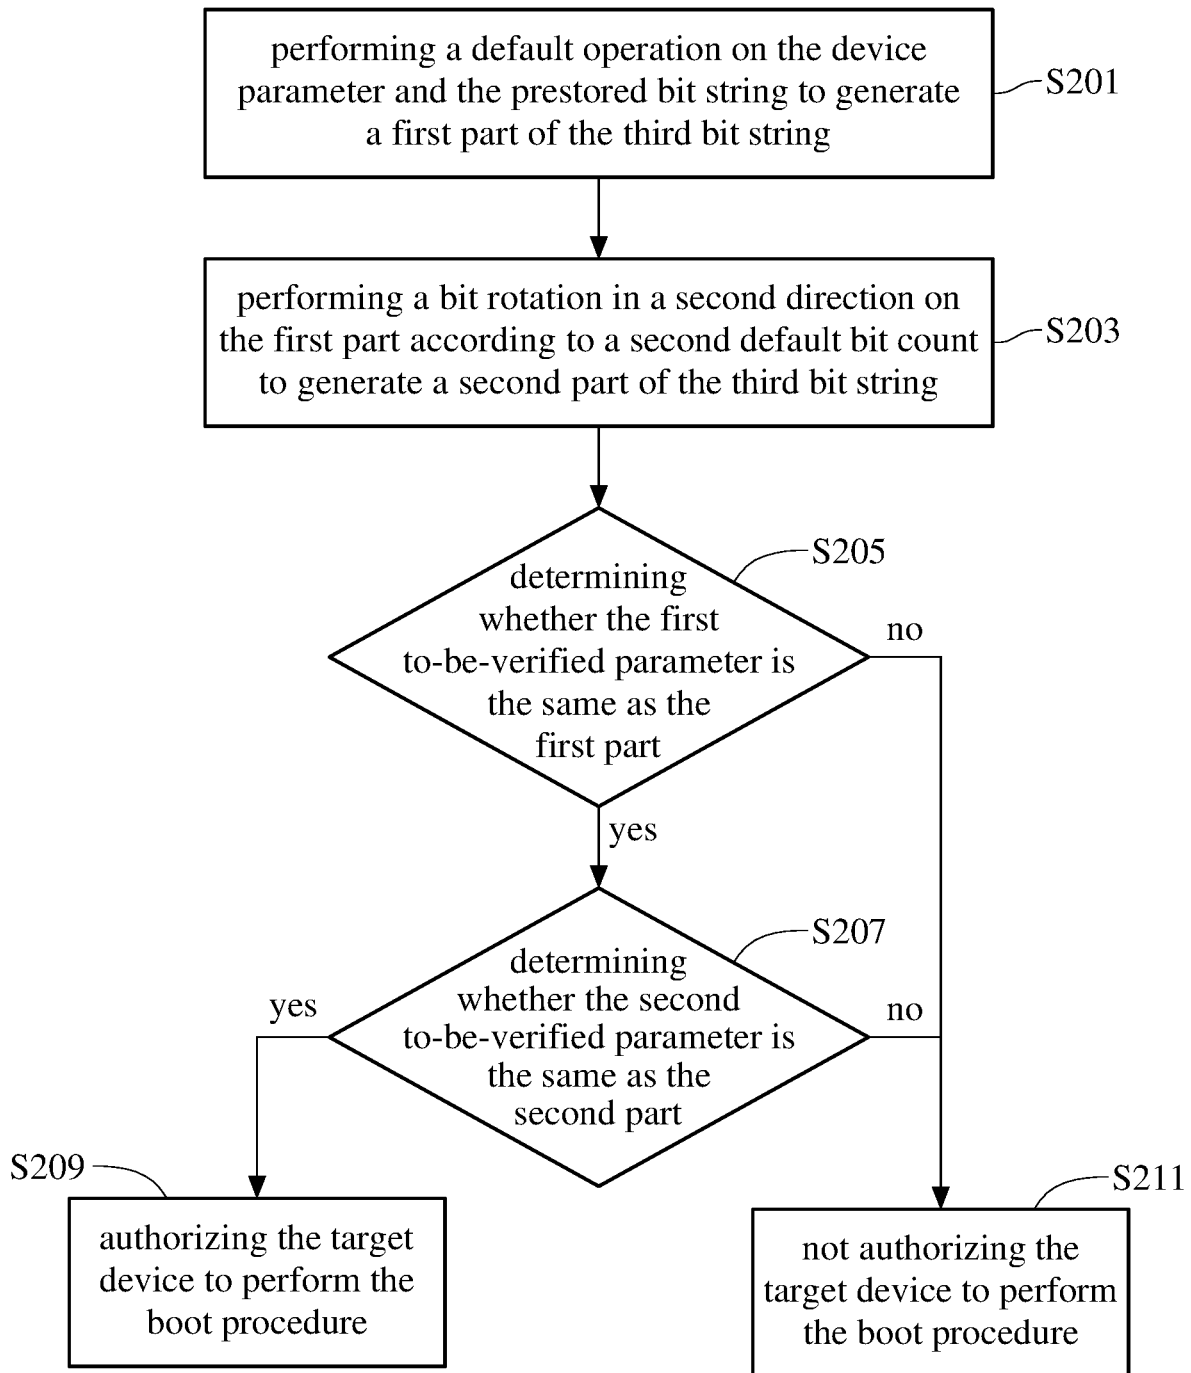 performing a default operation on the device
parameter and the prestored bit string to generate
a first part of the third bit string
S201
performing a bit rotation in a second direction on
the first part according to a second default bit count
to generate a second part of the third bit string
S203
S205
determining
whether the first
to-be-verified parameter is
the same as the
first part
no
yes
S207
determining
whether the second
to-be-verified parameter is
the same as the
second part
yes
no
S209
authorizing the target
device to perform the
boot procedure
S211
not authorizing the
target device to perform
the boot procedure